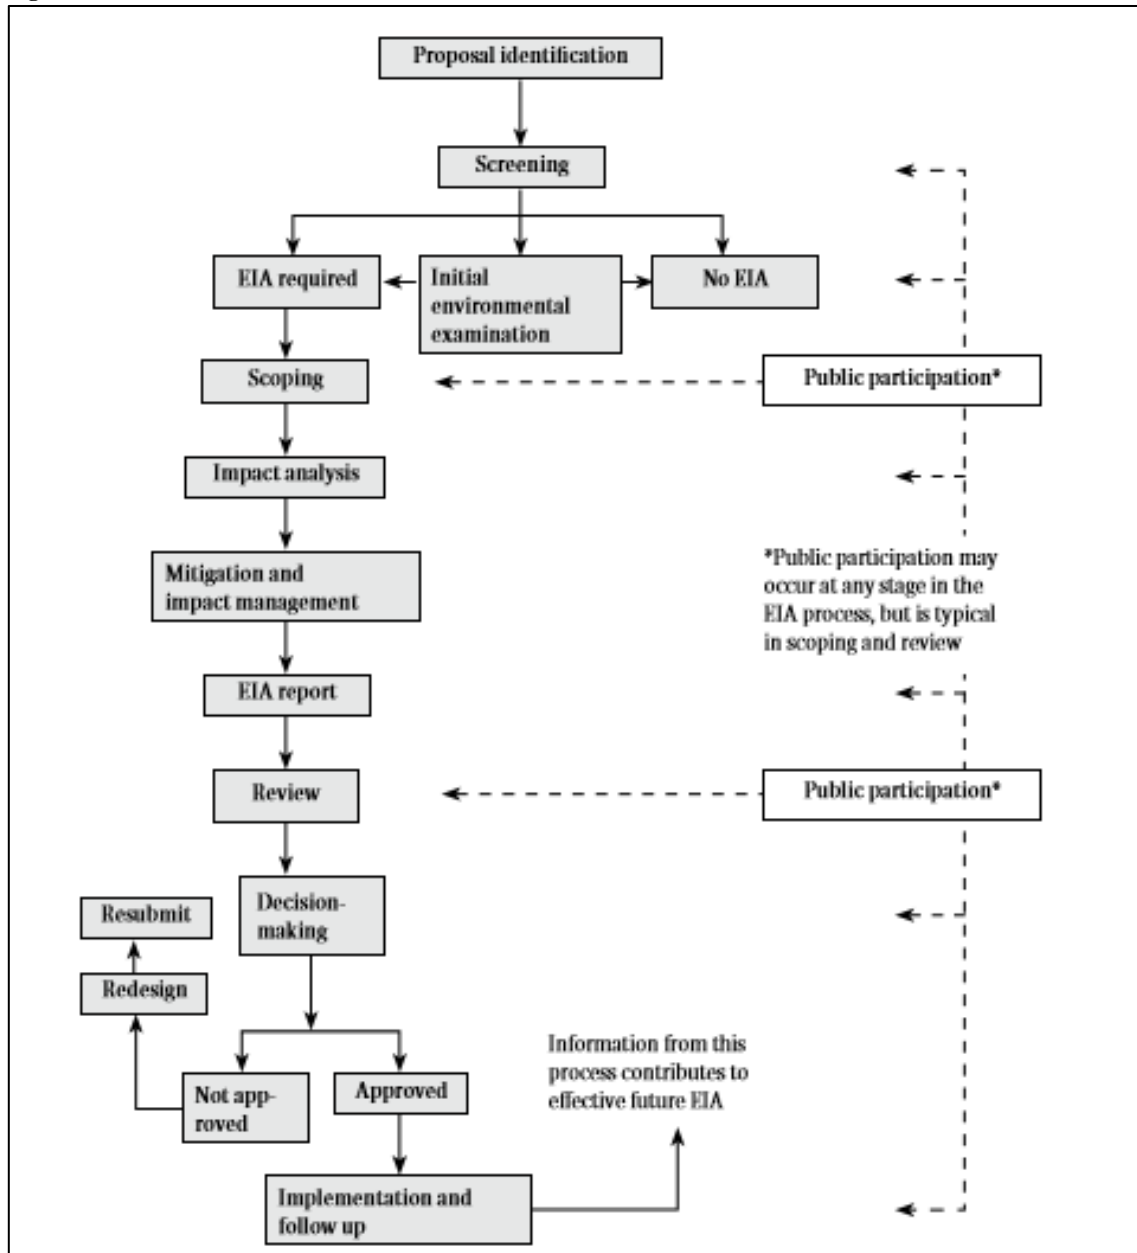 Proposal identification
Screening
EIA required
Initial
environmental
examination
No EIA
Scoping
Public participation*
Impact analysis
Mitigation and
impact management
*Public participation may
occur at any stage in the
EIA process, but is typical
in scoping and review
EIA report
Review
Public participation*
Decision-
making
Resubmit
Redesign
Not app-
roved
Approved
Information from this
process contributes to
effective future EIA
Implementation and
follow up